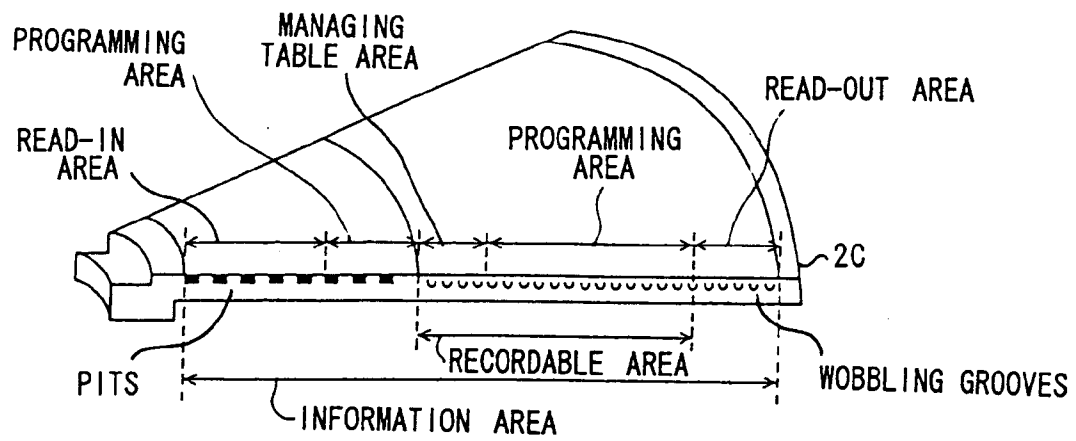 PROGRAMMING
AREA
MANAGING
TABLE AREA
READ-OUT AREA
READ-IN
AREA
PROGRAMMING
AREA
2C
PITS
RECORDABLE AREA
WOBBLING GROOVES
INFORMATION AREA